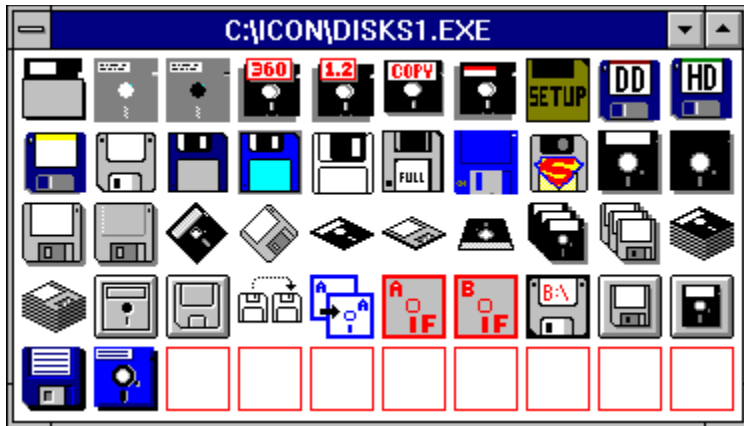 C:\ICON\DISKS1.EXE
360 1.2 COPY SETUP DD HD
FULL
A A A IF B IF B:\